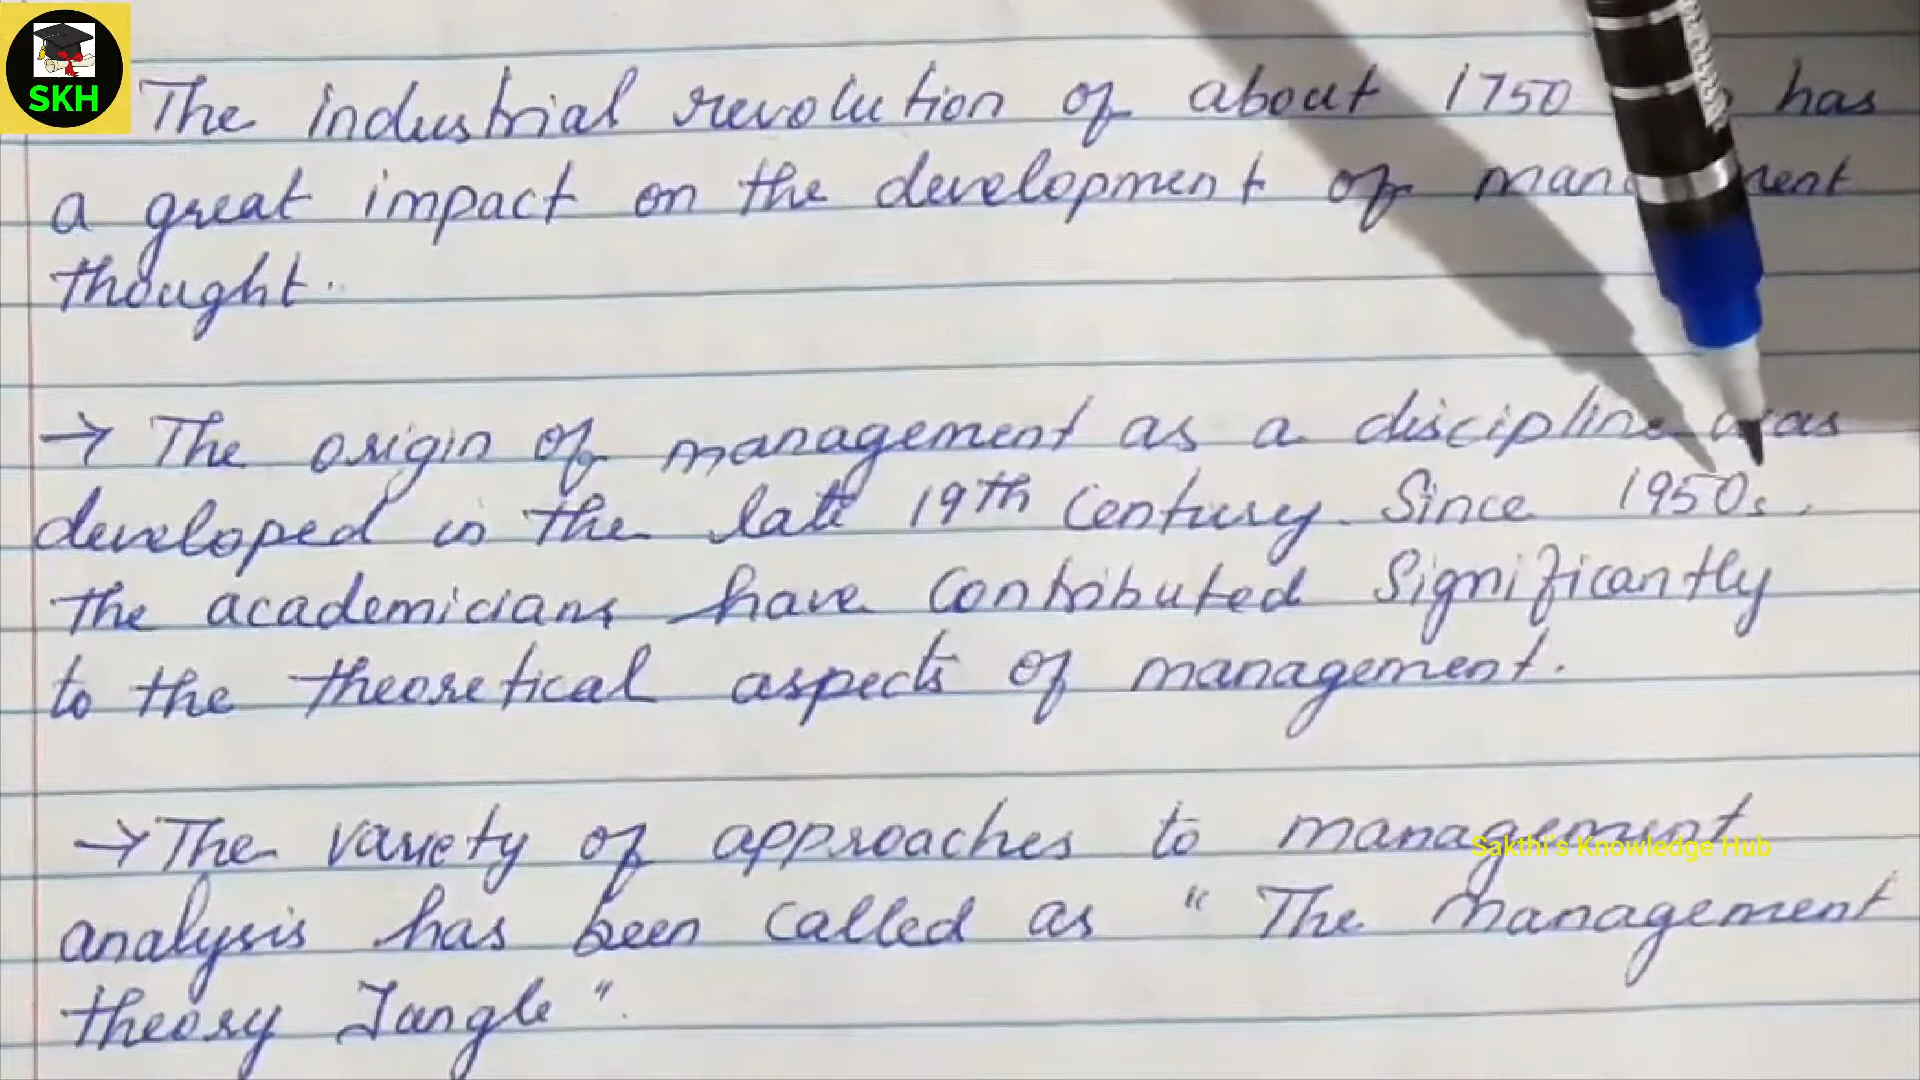 SKH
The industrial revolution of about 1750 has
a great impact on the development of management
thought.
→ The origin of management as a discipline was
developed in the late 19th Century. Since 1950s.
the academicians have contributed significantly
to the theoretical aspects of management.
→ The variety of approaches to management
Sakthi's Knowledge Hub
analysis has been called as " The Management
theory Jungle ".